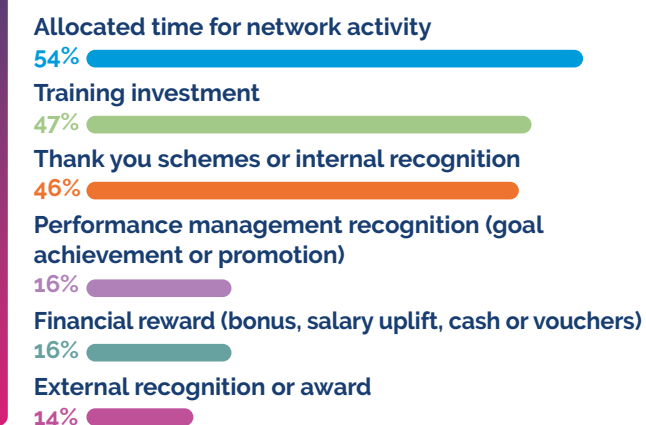 Allocated time for network activity
54%
Training investment
47%
Thank you schemes or internal recognition
46%
Performance management recognition (goal
achievement or promotion)
16%
Financial reward (bonus, salary uplift, cash or vouchers)
16%
External recognition or award
14%